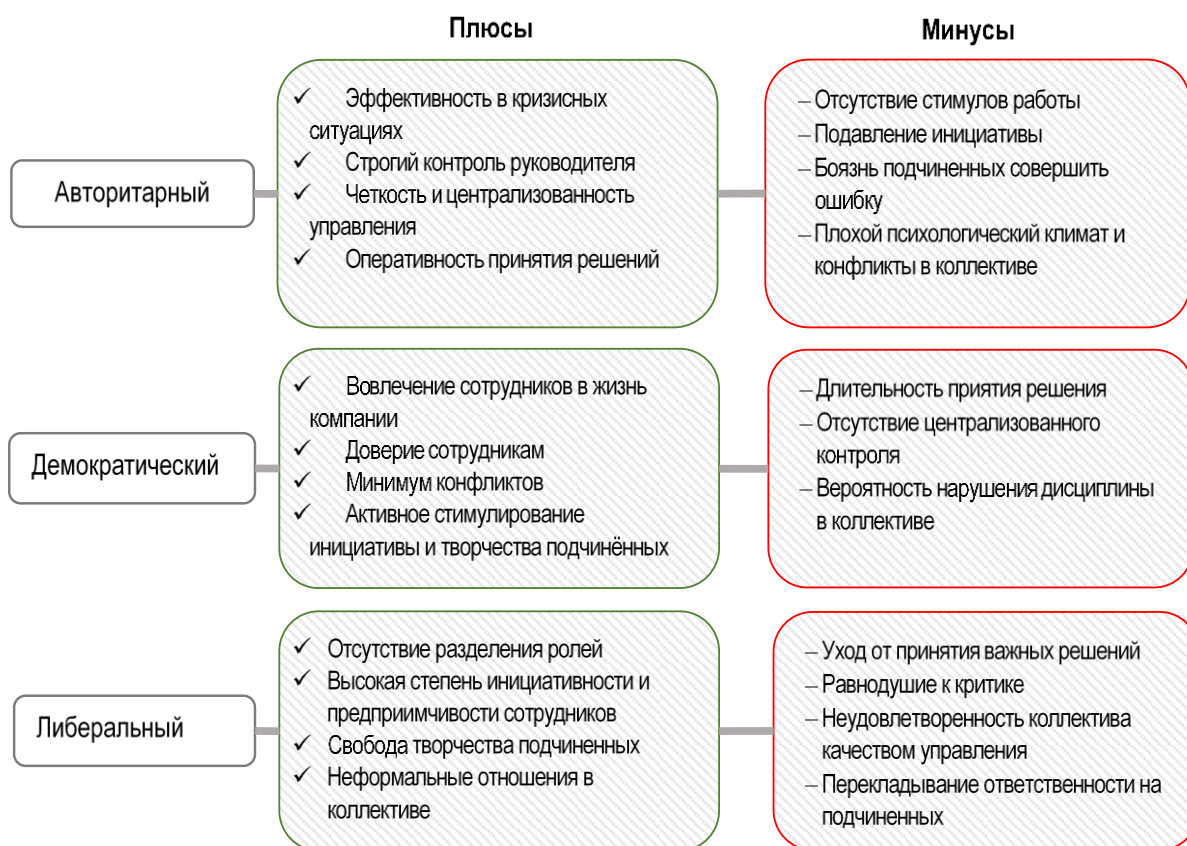 Плюсы
Минусы
Авторитарный
✓ Эффективность в кризисных
ситуациях
✓ Строгий контроль руководителя
✓ Четкость и централизованность
управления
✓ Оперативность принятия решений
– Отсутствие стимулов работы
– Подавление инициативы
– Боязнь подчиненных совершить
ошибку
– Плохой психологический климат и
конфликты в коллективе
Демократический
✓ Вовлечение сотрудников в жизнь
компании
✓ Доверие сотрудникам
✓ Минимум конфликтов
✓ Активное стимулирование
инициативы и творчества подчинённых
– Длительность приятия решения
– Отсутствие централизованного
контроля
– Вероятность нарушения дисциплины
в коллективе
Либеральный
✓ Отсутствие разделения ролей
✓ Высокая степень инициативности и
предприимчивости сотрудников
✓ Свобода творчества подчиненных
✓ Неформальные отношения в
коллективе
– Уход от принятия важных решений
– Равнодушие к критике
– Неудовлетворенность коллектива
качеством управления
– Перекладывание ответственности на
подчиненных